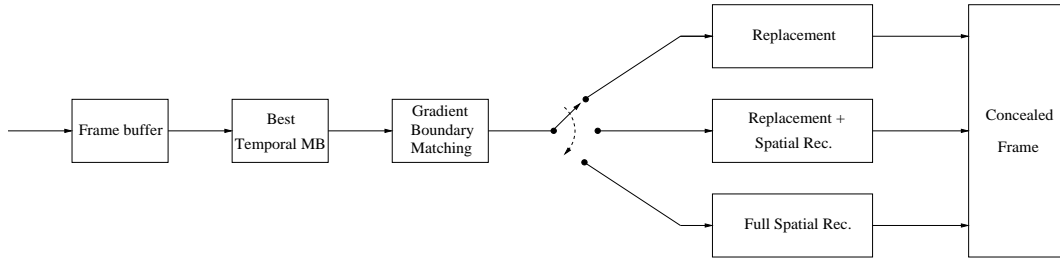 Frame buffer
Best
Temporal MB
Gradient
Boundary
Matching
Replacement
Replacement +
Spatial Rec.
Full Spatial Rec.
Concealed
Frame